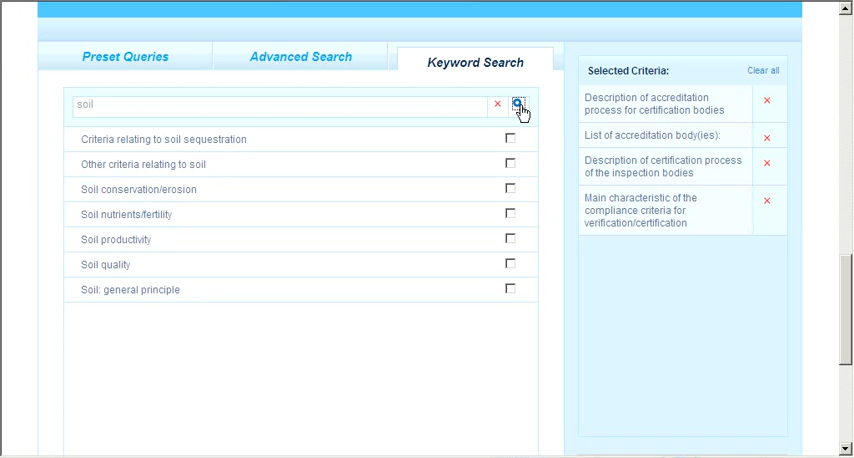 Preset Queries
Advanced Search
Keyword Search
soil
Criteria relating to soil sequestration
Other criteria relating to soil
Soil conservation/erosion
Soil nutrients/fertility
Soil productivity
Soil quality
Soil: general principle
Selected Criteria:
Clear all
Description of accreditation
process for certification bodies
List of accreditation body(ies):
Description of certification process
of the inspection bodies
Main characteristic of the
compliance criteria for
verification/certification